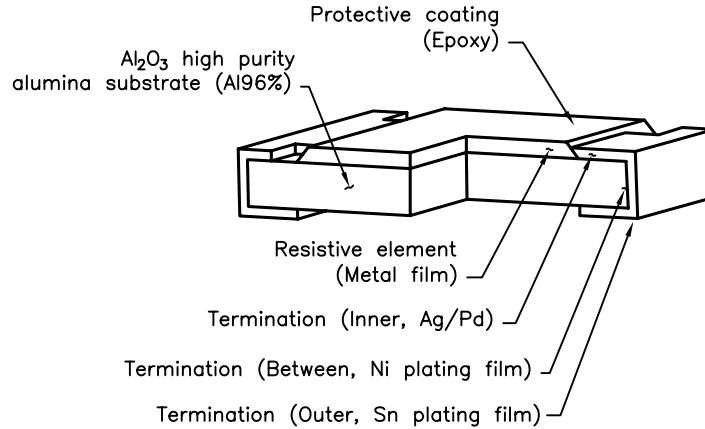 Protective coating
(Epoxy)
Al₂O₃ high purity
alumina substrate (Al96%)
Resistive element
(Metal film)
Termination (Inner, Ag/Pd)
Termination (Between, Ni plating film)
Termination (Outer, Sn plating film)